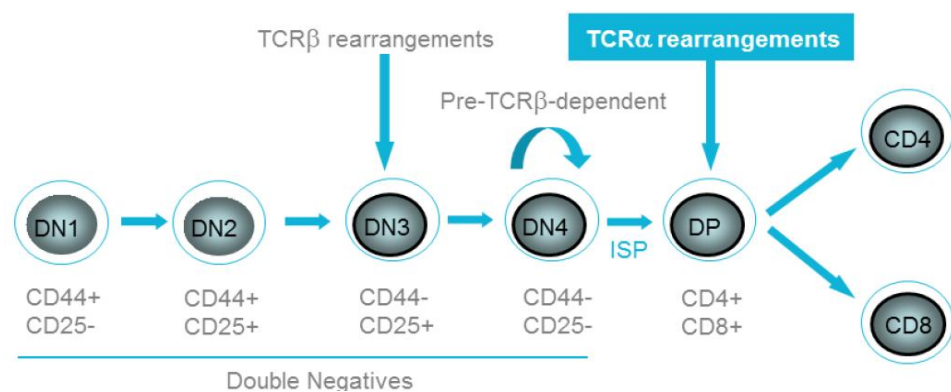 TCRβ rearrangements
TCRα rearrangements
Pre-TCRβ-dependent
CD4
DN1
DN2
DN3
DN4
ISP
DP
CD44+
CD25-
CD44+
CD25+
CD44-
CD25+
CD44-
CD25-
CD4+
CD8+
CD8
Double Negatives